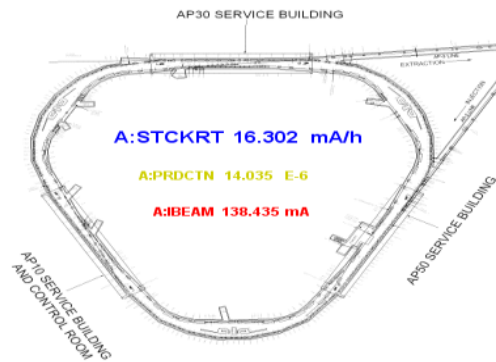 AP30 SERVICE BUILDING
EXTRACTION
A:STCKRT 16.302 mA/h
A:PRDCTN 14.035 E-6
A:IBEAM 138.435 mA
AP10 SERVICE BUILDING
AND CONTROL ROOM
AP50 SERVICE BUILDING